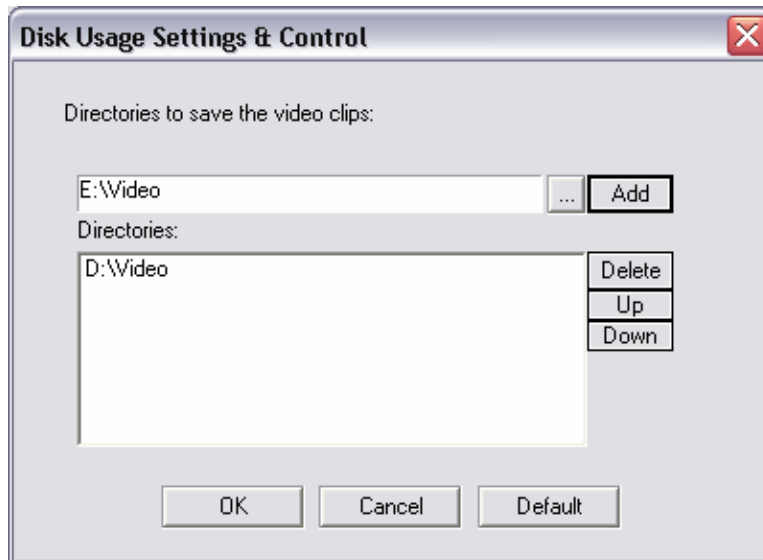 Disk Usage Settings & Control
Directories to save the video clips:
E:\Video
... Add
Directories:
D:\Video
Delete
Up
Down
OK Cancel Default